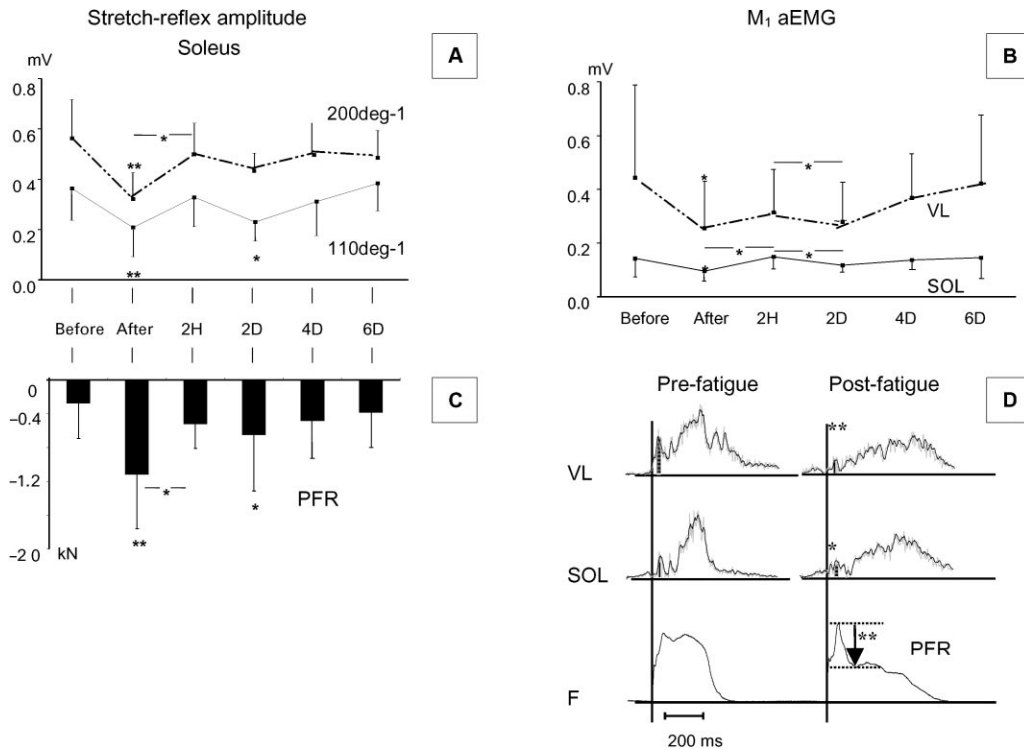 Stretch-reflex amplitude
Soleus
A
mV
0.8
0.6
0.4
0.2
0.0
200deg-1
110deg-1
*
**
**
*
Before After 2H 2D 4D 6D
M₁ aEMG
B
mV
0.8
0.6
0.4
0.2
0.0
*
*
VL
*
*
*
SOL
Before After 2H 2D 4D 6D
C
0
−0.4
−1.2
−2 0 kN
*
**
*
PFR
D
Pre-fatigue Post-fatigue
**
VL
*
SOL
**
PFR
F
200 ms